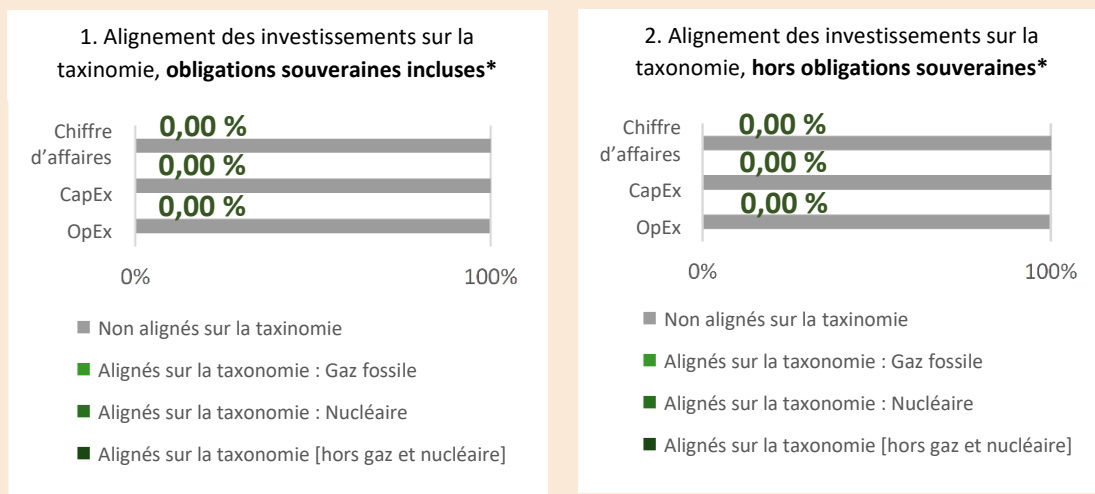 1. Alignement des investissements sur la
taxinomie, obligations souveraines incluses*
Chiffre
d’affaires
CapEx
OpEx
0,00 %
0,00 %
0,00 %
0%
100%
Non alignés sur la taxinomie
Alignés sur la taxonomie : Gaz fossile
Alignés sur la taxonomie : Nucléaire
Alignés sur la taxonomie [hors gaz et nucléaire]
2. Alignement des investissements sur la
taxonomie, hors obligations souveraines*
Chiffre
d’affaires
CapEx
OpEx
0,00 %
0,00 %
0,00 %
0%
100%
Non alignés sur la taxinomie
Alignés sur la taxonomie : Gaz fossile
Alignés sur la taxonomie : Nucléaire
Alignés sur la taxonomie [hors gaz et nucléaire]